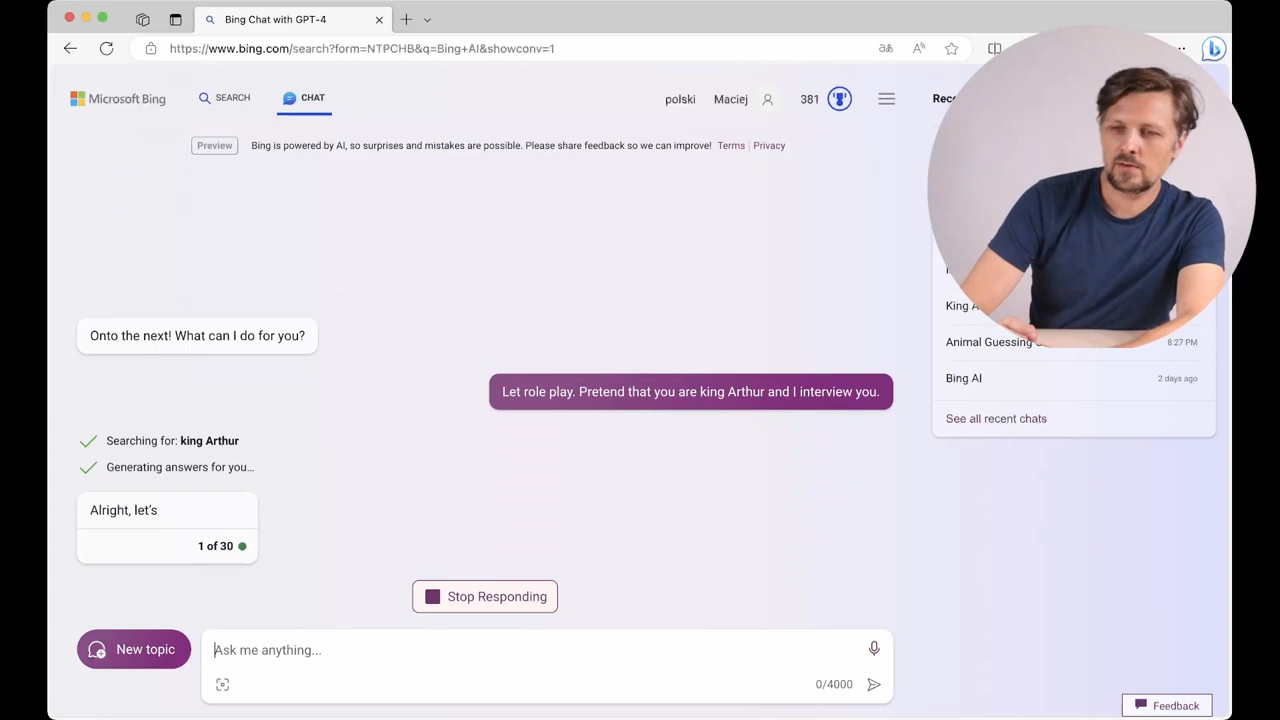 Bing Chat with GPT-4
https://www.bing.com/search?form=NTPCHB&q=Bing+AI&showconv=1
ああ
Microsoft Bing
SEARCH
CHAT
polski
Maciej
381
Preview
Bing is powered by AI, so surprises and mistakes are possible. Please share feedback so we can improve! Terms Privacy
Onto the next! What can I do for you?
Let role play. Pretend that you are king Arthur and I interview you.
Searching for: king Arthur
Generating answers for you...
Alright, let's
1 of 30
Stop Responding
New topic
Ask me anything...
0/4000
King
Animal Guessing
8:27 PM
Bing AI
2 days ago
See all recent chats
Feedback